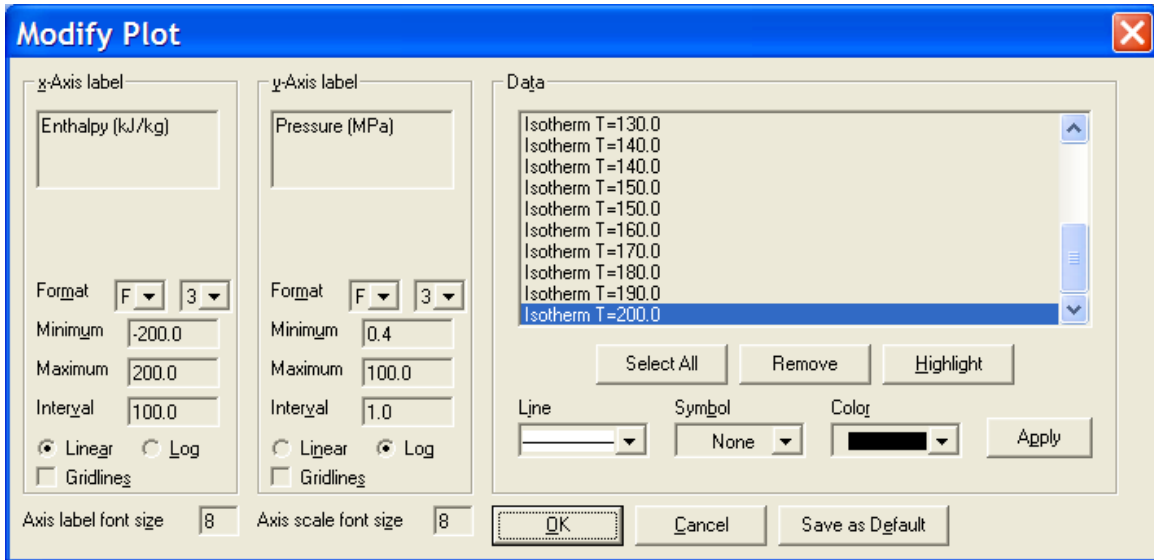 Modify Plot
x-Axis label
Enthalpy (kJ/kg)
Format F 3
Minimum -200.0
Maximum 200.0
Interval 100.0
Linear Log
Gridlines
y-Axis label
Pressure (MPa)
Format F 3
Minimum 0.4
Maximum 100.0
Interval 1.0
Linear Log
Gridlines
Data
Isotherm T=130.0
Isotherm T=140.0
Isotherm T=140.0
Isotherm T=150.0
Isotherm T=150.0
Isotherm T=160.0
Isotherm T=170.0
Isotherm T=180.0
Isotherm T=190.0
Isotherm T=200.0
Select All Remove Highlight
Line Symbol Color
None Apply
Axis label font size 8 Axis scale font size 8 OK Cancel Save as Default